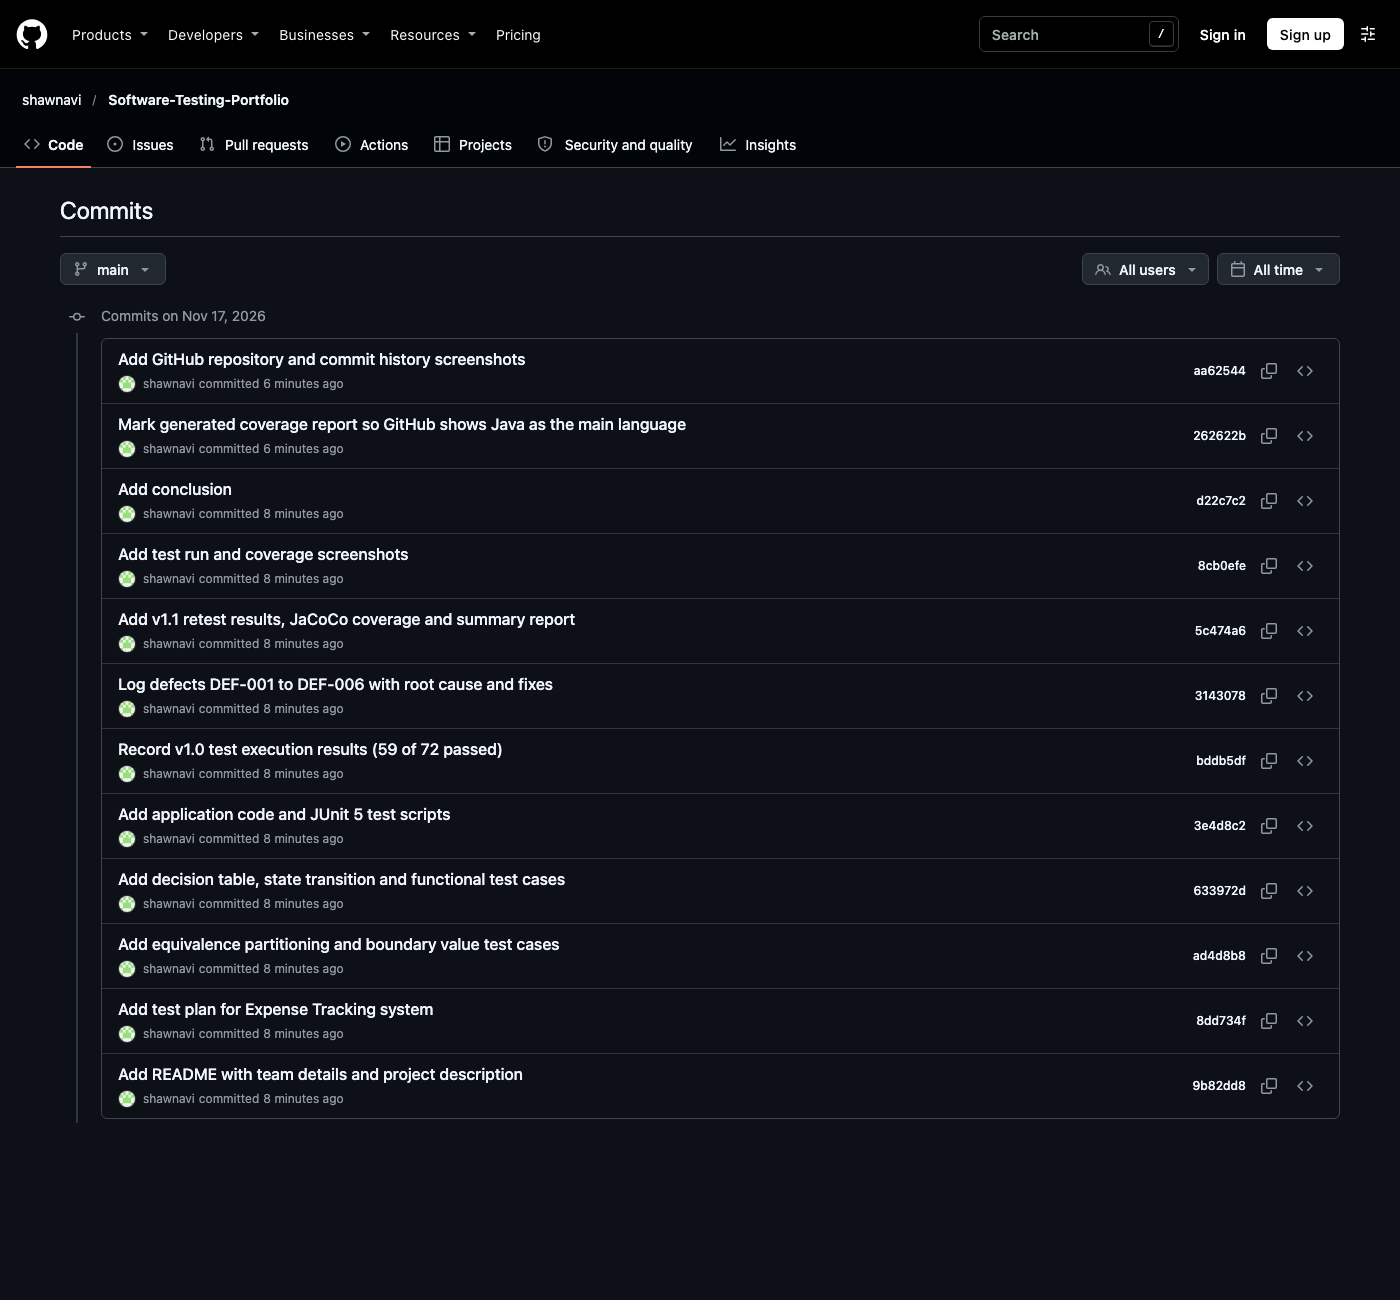 Products Developers Businesses Resources Pricing Search / Sign in Sign up
shawnavi / Software-Testing-Portfolio
Code Issues Pull requests Actions Projects Security and quality Insights
Commits
main All users All time
Commits on Nov 17, 2026
Add GitHub repository and commit history screenshots
shawnavi committed 6 minutes ago
aa62544
Mark generated coverage report so GitHub shows Java as the main language
shawnavi committed 6 minutes ago
262622b
Add conclusion
shawnavi committed 8 minutes ago
d22c7c2
Add test run and coverage screenshots
shawnavi committed 8 minutes ago
8cb0efe
Add v1.1 retest results, JaCoCo coverage and summary report
shawnavi committed 8 minutes ago
5c474a6
Log defects DEF-001 to DEF-006 with root cause and fixes
shawnavi committed 8 minutes ago
3143078
Record v1.0 test execution results (59 of 72 passed)
shawnavi committed 8 minutes ago
bddb5df
Add application code and JUnit 5 test scripts
shawnavi committed 8 minutes ago
3e4d8c2
Add decision table, state transition and functional test cases
shawnavi committed 8 minutes ago
633972d
Add equivalence partitioning and boundary value test cases
shawnavi committed 8 minutes ago
ad4d8b8
Add test plan for Expense Tracking system
shawnavi committed 8 minutes ago
8dd734f
Add README with team details and project description
shawnavi committed 8 minutes ago
9b82dd8